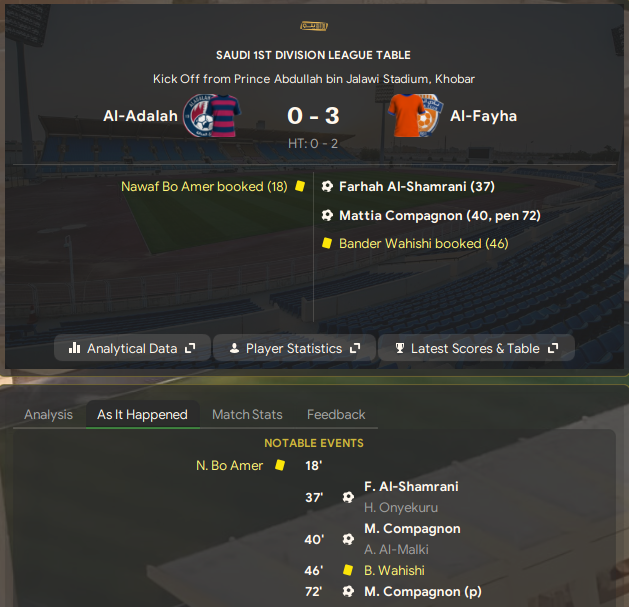 SAUDI 1ST DIVISION LEAGUE TABLE
Kick Off from Prince Abdullah bin Jalawi Stadium, Khobar
Al-Adalah 0 - 3 Al-Fayha
HT: 0 - 2
Nawaf Bo Amer booked (18)
Farhah Al-Shamrani (37)
Mattia Compagnon (40, pen 72)
Bander Wahishi booked (46)
Analytical Data Player Statistics Latest Scores & Table
Analysis As It Happened Match Stats Feedback
NOTABLE EVENTS
N. Bo Amer 18'
37' F. Al-Shamrani
H. Onyekuru
40' M. Compagnon
A. Al-Malki
46' B. Wahishi
72' M. Compagnon (p)